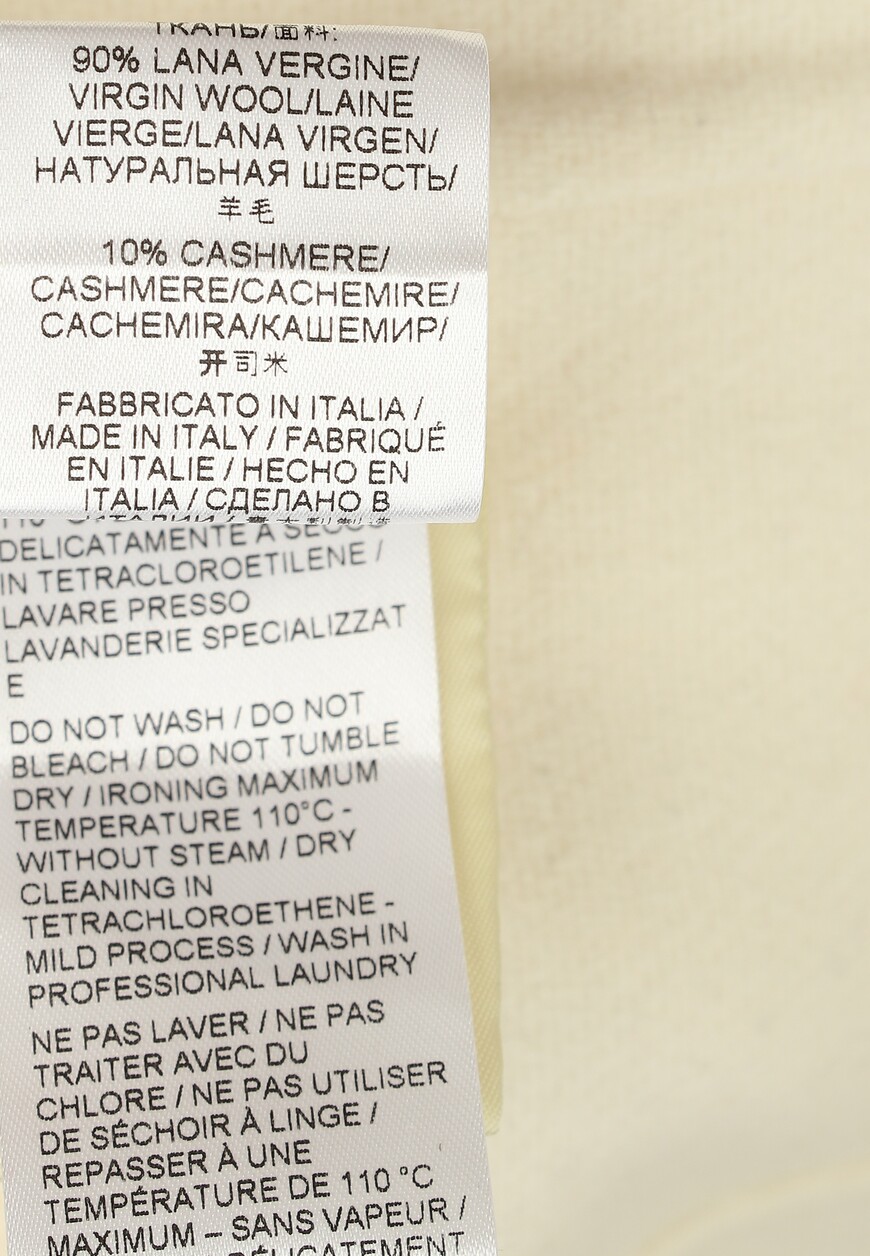 ТКАНЬ/面料:
90% LANA VERGINE/
VIRGIN WOOL/LAINE
VIERGE/LANA VIRGEN/
НАТУРАЛЬНАЯ ШЕРСТЬ/
羊毛
10% CASHMERE/
CASHMERE/CACHEMIRE/
CACHEMIRA/КАШЕМИР/
开司米
FABBRICATO IN ITALIA /
MADE IN ITALY / FABRIQUÉ
EN ITALIE / HECHO EN
ITALIA / СДЕЛАНО В
DELICATAMENTE A SECCO
IN TETRACLOROETILENE /
LAVARE PRESSO
LAVANDERIE SPECIALIZZAT
E
DO NOT WASH / DO NOT
BLEACH / DO NOT TUMBLE
DRY / IRONING MAXIMUM
TEMPERATURE 110°C -
WITHOUT STEAM / DRY
CLEANING IN
TETRACHLOROETHENE -
MILD PROCESS / WASH IN
PROFESSIONAL LAUNDRY
NE PAS LAVER / NE PAS
TRAITER AVEC DU
CHLORE / NE PAS UTILISER
DE SÉCHOIR À LINGE /
REPASSER À UNE
TEMPÉRATURE DE 110 °C
MAXIMUM – SANS VAPEUR /
DÉLICATEMENT